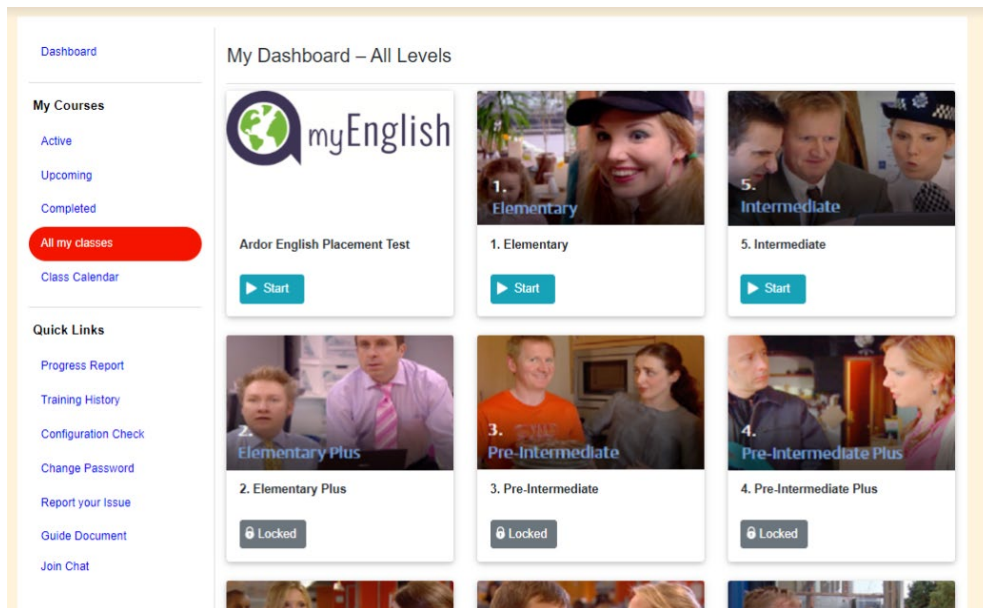 Dashboard
My Courses
Active
Upcoming
Completed
All my classes
Class Calendar
Quick Links
Progress Report
Training History
Configuration Check
Change Password
Report your Issue
Guide Document
Join Chat
My Dashboard – All Levels
myEnglish
Ardor English Placement Test
Start
1.
Elementary
1. Elementary
Start
5.
Intermediate
5. Intermediate
Start
2.
Elementary Plus
2. Elementary Plus
Locked
3.
Pre-Intermediate
3. Pre-Intermediate
Locked
4.
Pre-Intermediate Plus
4. Pre-Intermediate Plus
Locked